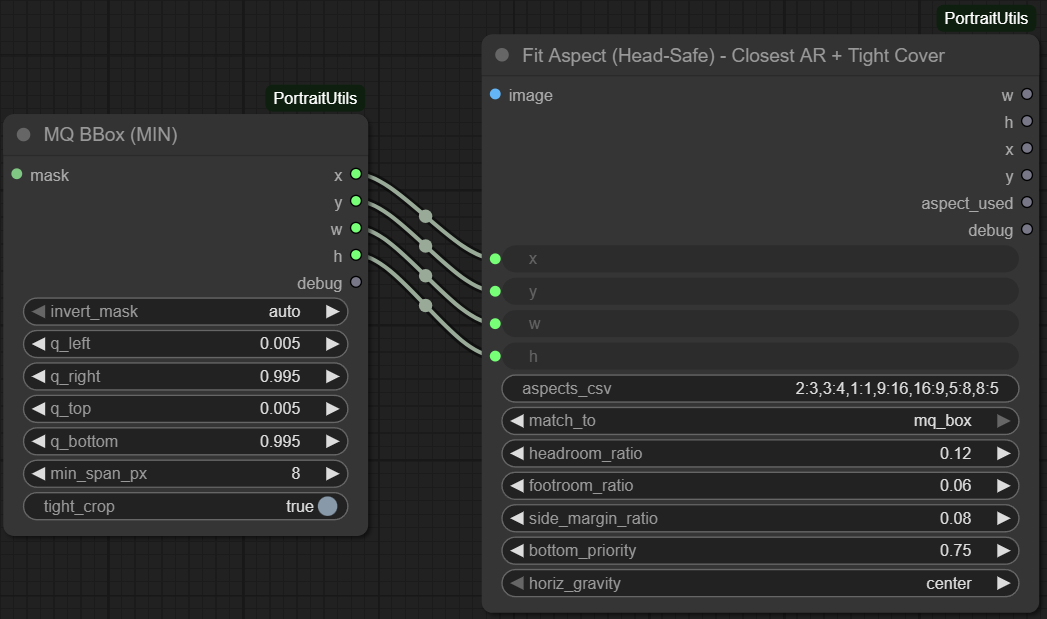 PortraitUtils
MQ BBox (MIN)
mask
x
y
w
h
debug
invert_mask auto
q_left 0.005
q_right 0.995
q_top 0.005
q_bottom 0.995
min_span_px 8
tight_crop true
PortraitUtils
Fit Aspect (Head-Safe) - Closest AR + Tight Cover
image
w
h
x
y
aspect_used
debug
x
y
w
h
aspects_csv 2:3,3:4,1:1,9:16,16:9,5:8,8:5
match_to mq_box
headroom_ratio 0.12
footroom_ratio 0.06
side_margin_ratio 0.08
bottom_priority 0.75
horiz_gravity center